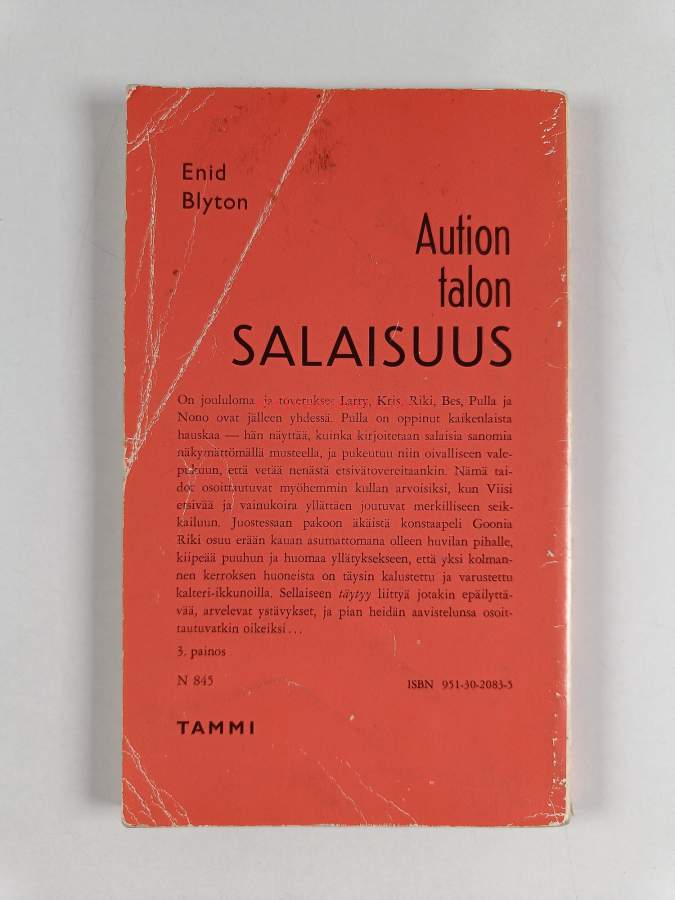 Enid
Blyton
Aution
talon
SALAISUUS
On joululoma ja toverukset Larry, Kris, Riki, Bes, Pulla ja
Nono ovat jälleen yhdessä. Pulla on oppinut kaikenlaista
hauskaa — hän näyttää, kuinka kirjoitetaan salaisia sanomia
näkymättömällä musteella, ja pukeutuu niin oivalliseen vale-
pukuun, että vetää nenästä etsivätovereitaankin. Nämä tai-
dot osoittautuvat myöhemmin kullan arvoisiksi, kun Viisi
etsivää ja vainukoira yllättäen joutuvat merkilliseen seik-
kailuun. Juostessaan pakoon äkäistä konstaapeli Goonia
Riki osuu erään kauan asumattomana olleen huvilan pihalle,
kiipeää puuhun ja huomaa yllätyksekseen, että yksi kolman-
nen kerroksen huoneista on täysin kalustettu ja varustettu
kalteri-ikkunoilla. Sellaiseen täytyy liittyä jotakin epäilyttä-
vää, arvelevat ystävykset, ja pian heidän aavistelunsa osoit-
tautuvatkin oikeiksi...
3. painos
N 845
ISBN 951-30-2083-5
TAMMI